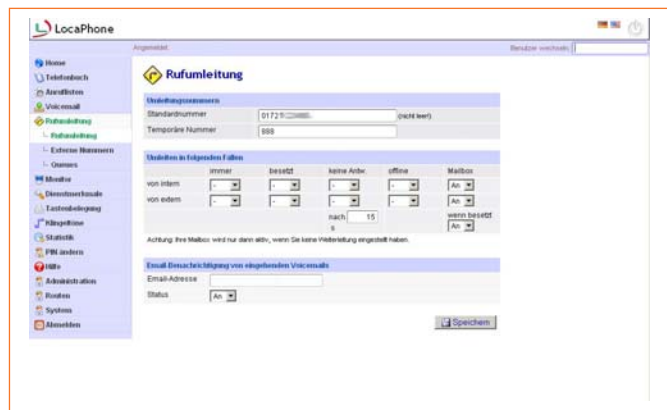 LocaPhone
Angemeldet:
Benutzer wechseln:
Home
Telefonbuch
Anruflisten
Voicemail
Rufumleitung
Rufumleitung
Externe Nummern
Queues
Monitor
Dienstmerkmale
Tastenbelegung
Klingeltöne
Statistik
PIN ändern
Hilfe
Administration
Routen
System
Abmelden
Rufumleitung
Umleitungsnummern
Standardnummer (nicht leer!)
Temporäre Nummer 888
Umleiten in folgenden Fällen
immer besetzt keine Antw. offline Mailbox
von intern - - - - An
von extern - - - - An
nach 15 s wenn besetzt An
Achtung: Ihre Mailbox wird nur dann aktiv, wenn Sie keine Weiterleitung eingestellt haben.
Email-Benachrichtigung von eingehenden Voicemails
Email-Adresse
Status An
Speichern